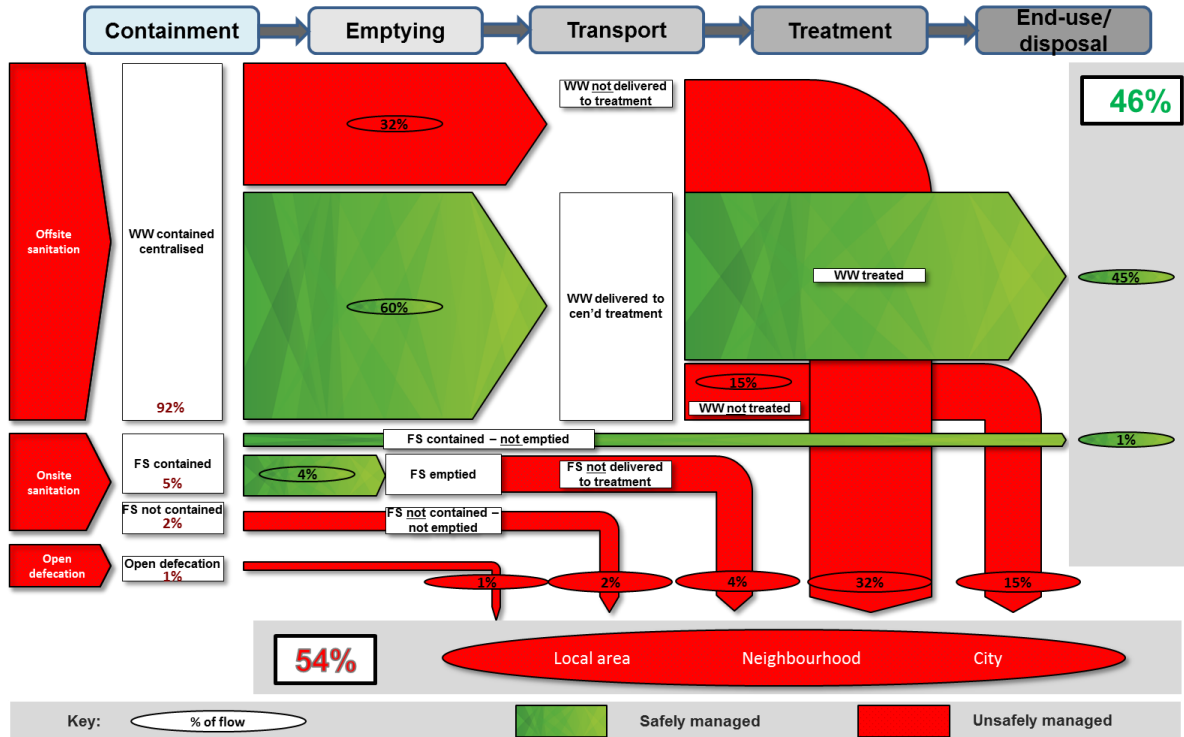 Containment
Emptying
Transport
Treatment
End-use/
disposal
Offsite
sanitation
WW contained
centralised
92%
32%
60%
WW not delivered
to treatment
WW delivered to
cen'd treatment
WW treated
15%
WW not treated
46%
45%
1%
Onsite
sanitation
FS contained
5%
FS not contained
2%
FS contained – not emptied
4%
FS emptied
FS not delivered
to treatment
FS not contained –
not emptied
Open
defecation
Open defecation
1%
1%
2%
4%
32%
15%
54%
Local area
Neighbourhood
City
Key:
% of flow
Safely managed
Unsafely managed